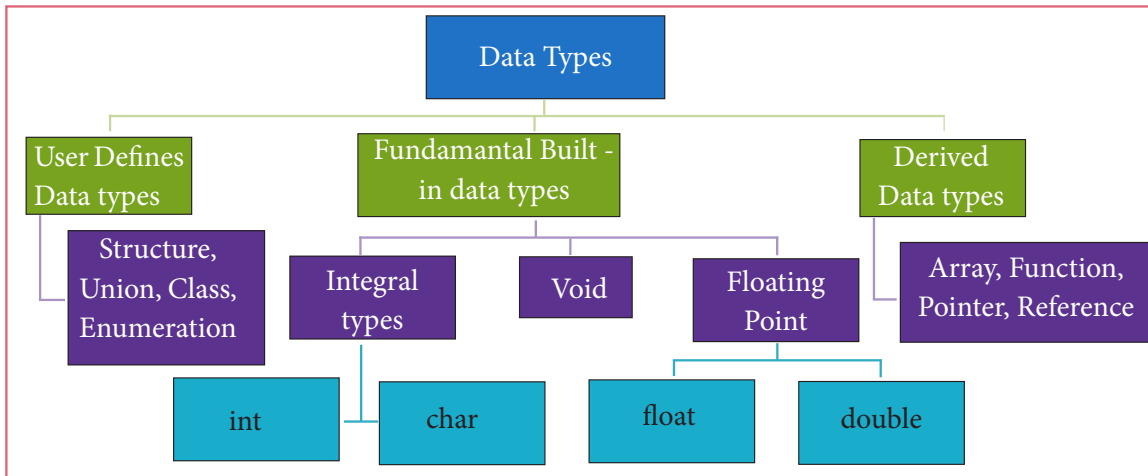 Data Types
User Defines
Data types
Fundamantal Built -
in data types
Derived
Data types
Structure,
Union, Class,
Enumeration
Integral
types
Void
Floating
Point
Array, Function,
Pointer, Reference
int
char
float
double